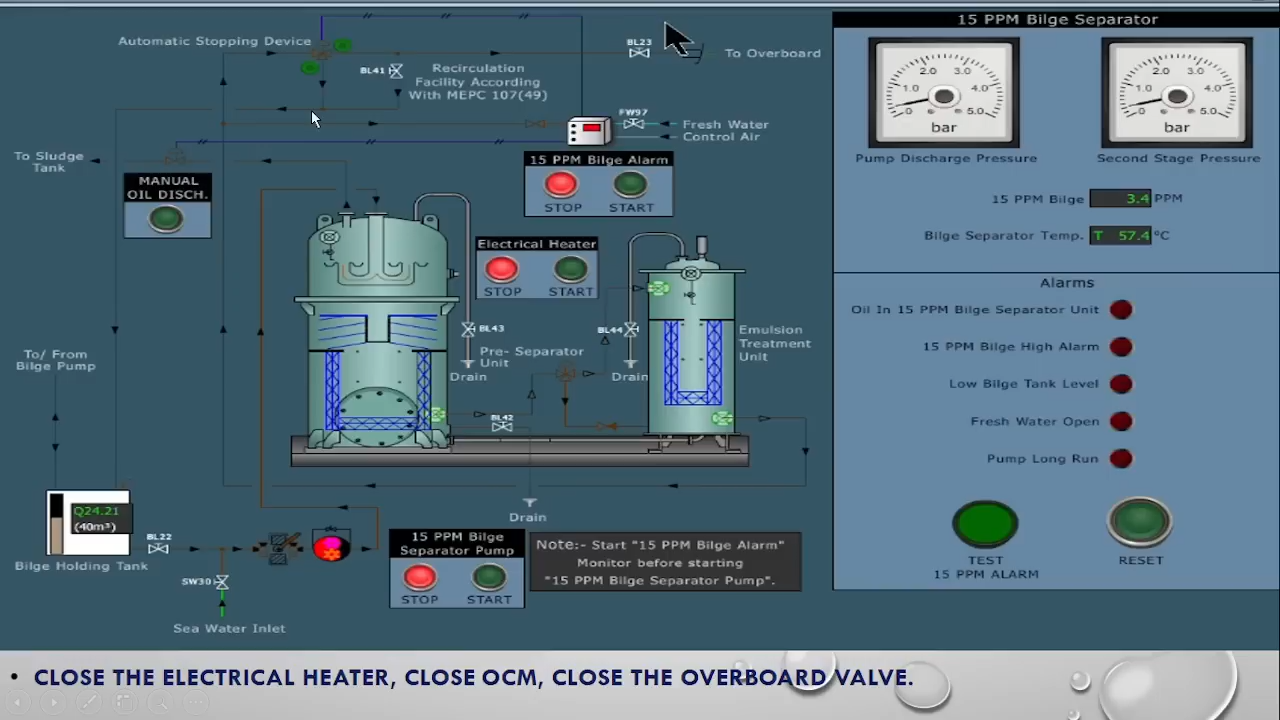 15 PPM Bilge Separator
Automatic Stopping Device
BL23
To Overboard
BL41
Recirculation
Facility According
With MEPC 107(49)
FW97
Fresh Water
Control Air
To Sludge
Tank
MANUAL
OIL DISCH.
15 PPM Bilge Alarm
STOP START
Electrical Heater
STOP START
BL43
Pre- Separator
Unit
Drain
BL44
Drain
Emulsion
Treatment
Unit
BL42
Drain
To/ From
Bilge Pump
Q24.21
(40m³)
Bilge Holding Tank
BL22
SW30
Sea Water Inlet
15 PPM Bilge
Separator Pump
STOP START
Note:- Start "15 PPM Bilge Alarm"
Monitor before starting
"15 PPM Bilge Separator Pump".
0 1.0 2.0 3.0 4.0 5.0
bar
Pump Discharge Pressure
0 1.0 2.0 3.0 4.0 5.0
bar
Second Stage Pressure
15 PPM Bilge 3.4 PPM
Bilge Separator Temp. T 57.4 °C
Alarms
Oil In 15 PPM Bilge Separator Unit
15 PPM Bilge High Alarm
Low Bilge Tank Level
Fresh Water Open
Pump Long Run
TEST
15 PPM ALARM
RESET
• CLOSE THE ELECTRICAL HEATER, CLOSE OCM, CLOSE THE OVERBOARD VALVE.